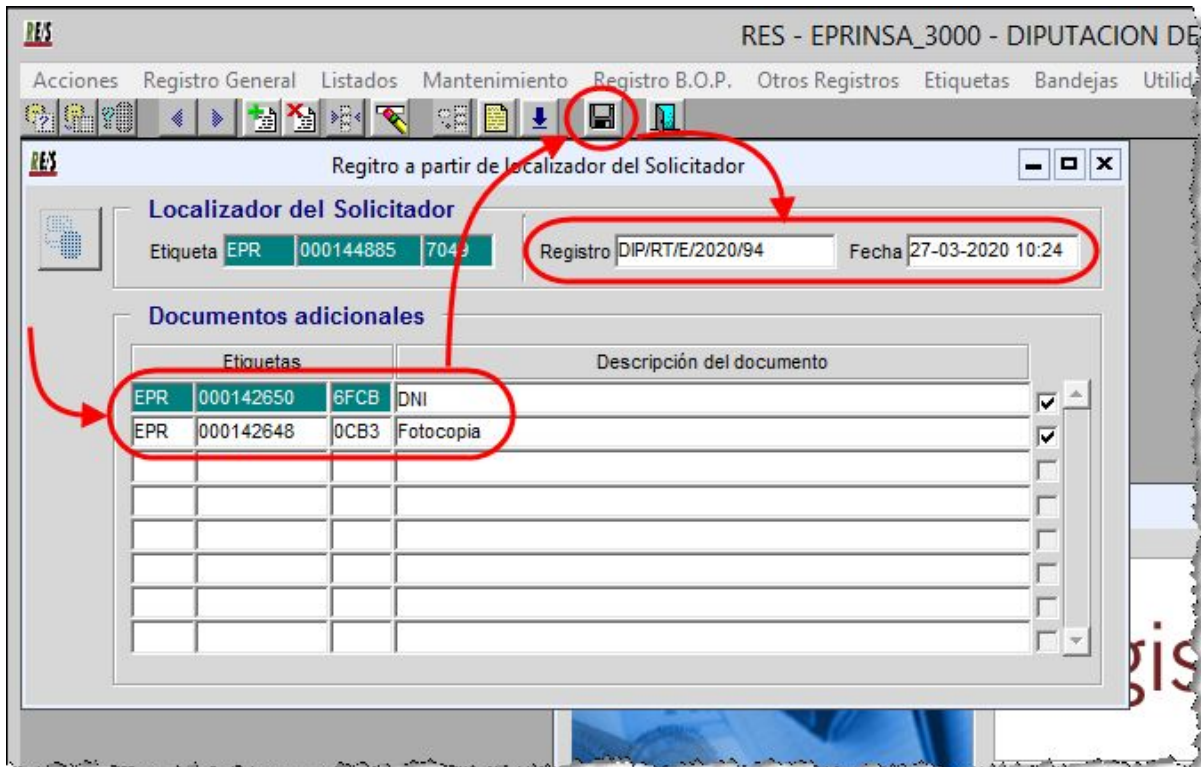 RES
RES - EPRINSA_3000 - DIPUTACION DE
Acciones Registro General Listados Mantenimiento Registro B.O.P. Otros Registros Etiquetas Bandejas Utilid
RES
Regitro a partir de localizador del Solicitador
Localizador del Solicitador
Etiqueta EPR 000144885 7049 Registro DIP/RT/E/2020/94 Fecha 27-03-2020 10:24
Documentos adicionales
Etiquetas Descripción del documento
EPR 000142650 6FCB DNI
EPR 000142648 0CB3 Fotocopia
gis